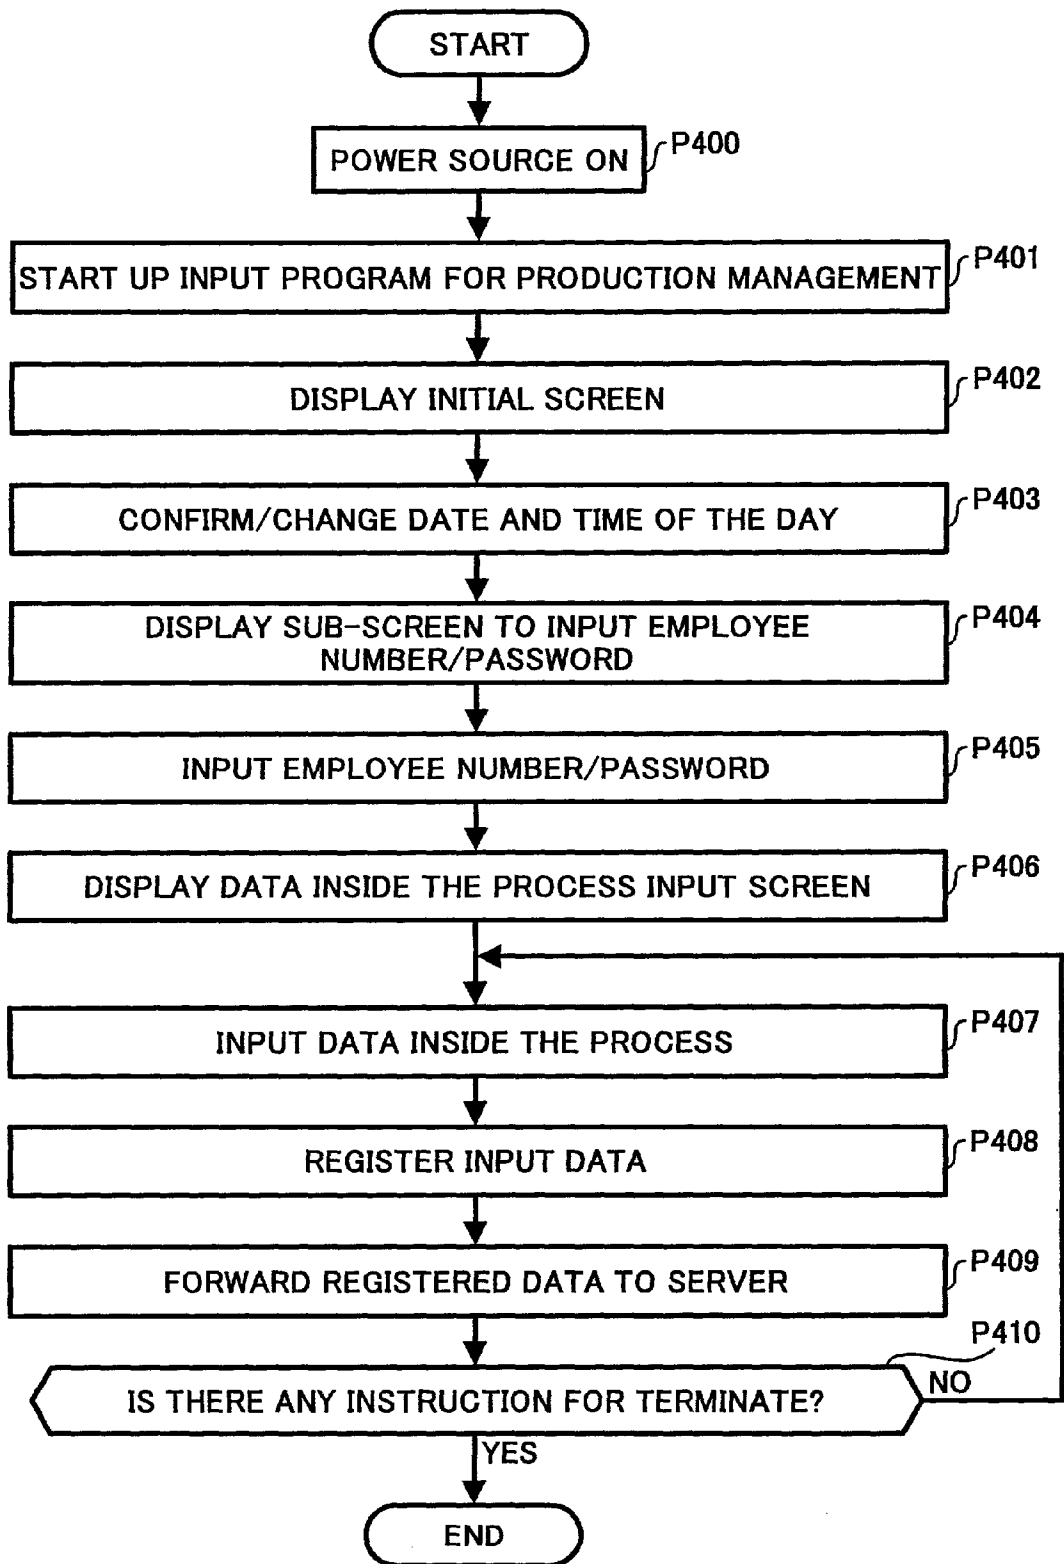 START
POWER SOURCE ON
P400
START UP INPUT PROGRAM FOR PRODUCTION MANAGEMENT
P401
DISPLAY INITIAL SCREEN
P402
CONFIRM/CHANGE DATE AND TIME OF THE DAY
P403
DISPLAY SUB-SCREEN TO INPUT EMPLOYEE
NUMBER/PASSWORD
P404
INPUT EMPLOYEE NUMBER/PASSWORD
P405
DISPLAY DATA INSIDE THE PROCESS INPUT SCREEN
P406
INPUT DATA INSIDE THE PROCESS
P407
REGISTER INPUT DATA
P408
FORWARD REGISTERED DATA TO SERVER
P409
P410
IS THERE ANY INSTRUCTION FOR TERMINATE?
NO
YES
END